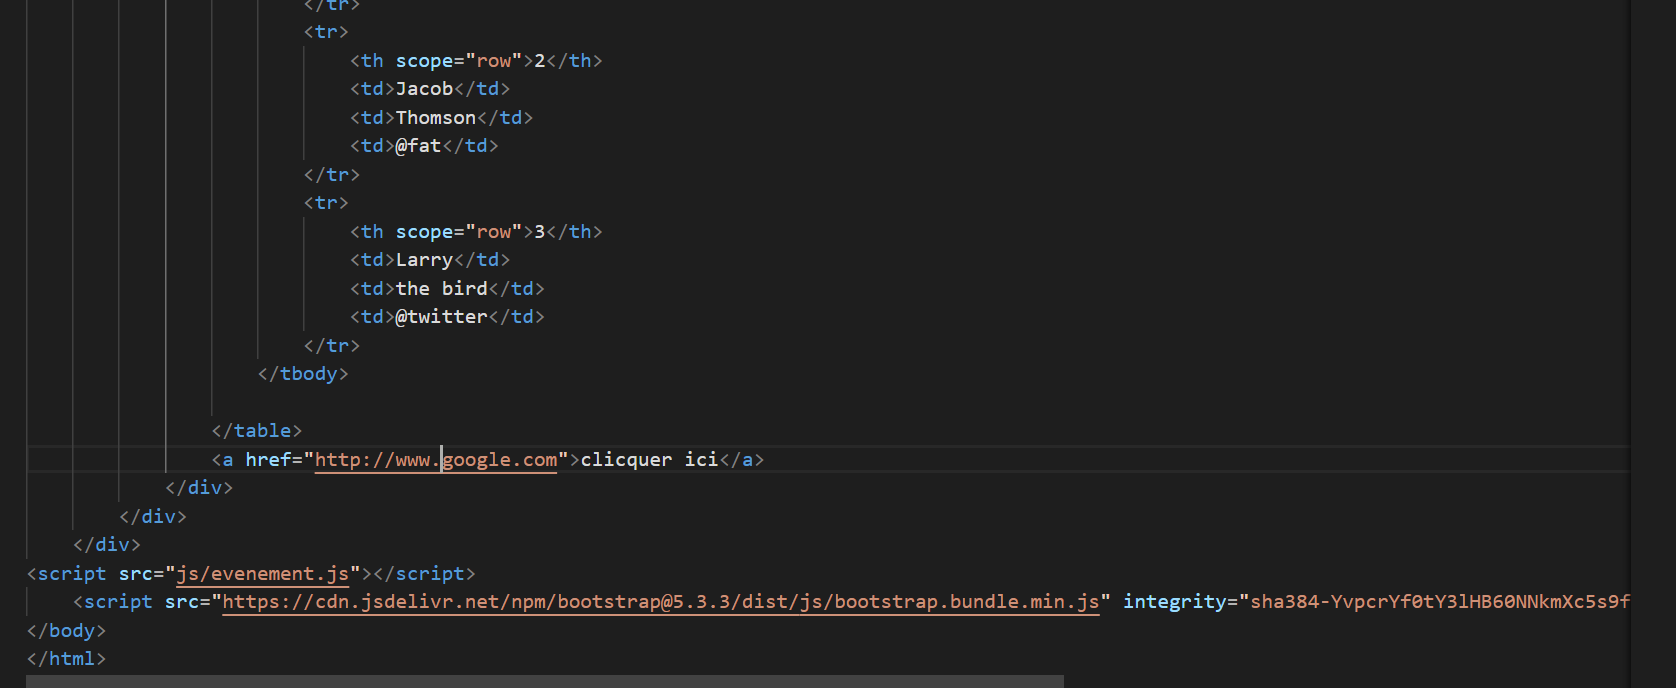 </tr>
<tr>
<th scope="row">2</th>
<td>Jacob</td>
<td>Thomson</td>
<td>@fat</td>
</tr>
<tr>
<th scope="row">3</th>
<td>Larry</td>
<td>the bird</td>
<td>@twitter</td>
</tr>
</tbody>
</table>
<a href="http://www.google.com">clicquer ici</a>
</div>
</div>
</div>
<script src="js/evenement.js"></script>
<script src="https://cdn.jsdelivr.net/npm/bootstrap@5.3.3/dist/js/bootstrap.bundle.min.js" integrity="sha384-YvpcrYf0tY3lHB60NNkmXc5s9f
</body>
</html>